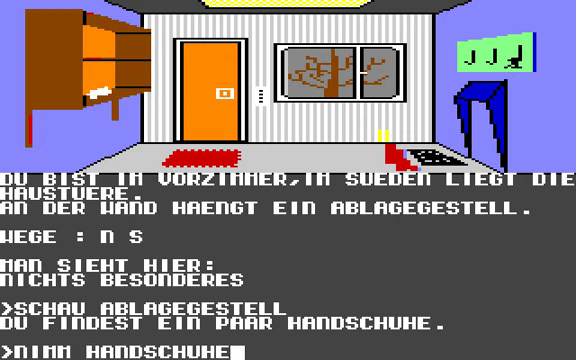 DU BIST IM VORZIMMER,IM SUEDEN LIEGT DIE
HAUSTUERE.
AN DER WAND HAENGT EIN ABLAGEGESTELL.
WEGE : N S
MAN SIEHT HIER:
NICHTS BESONDERES
>SCHAU ABLAGEGESTELL
DU FINDEST EIN PAAR HANDSCHUHE.
>NIMM HANDSCHUHE